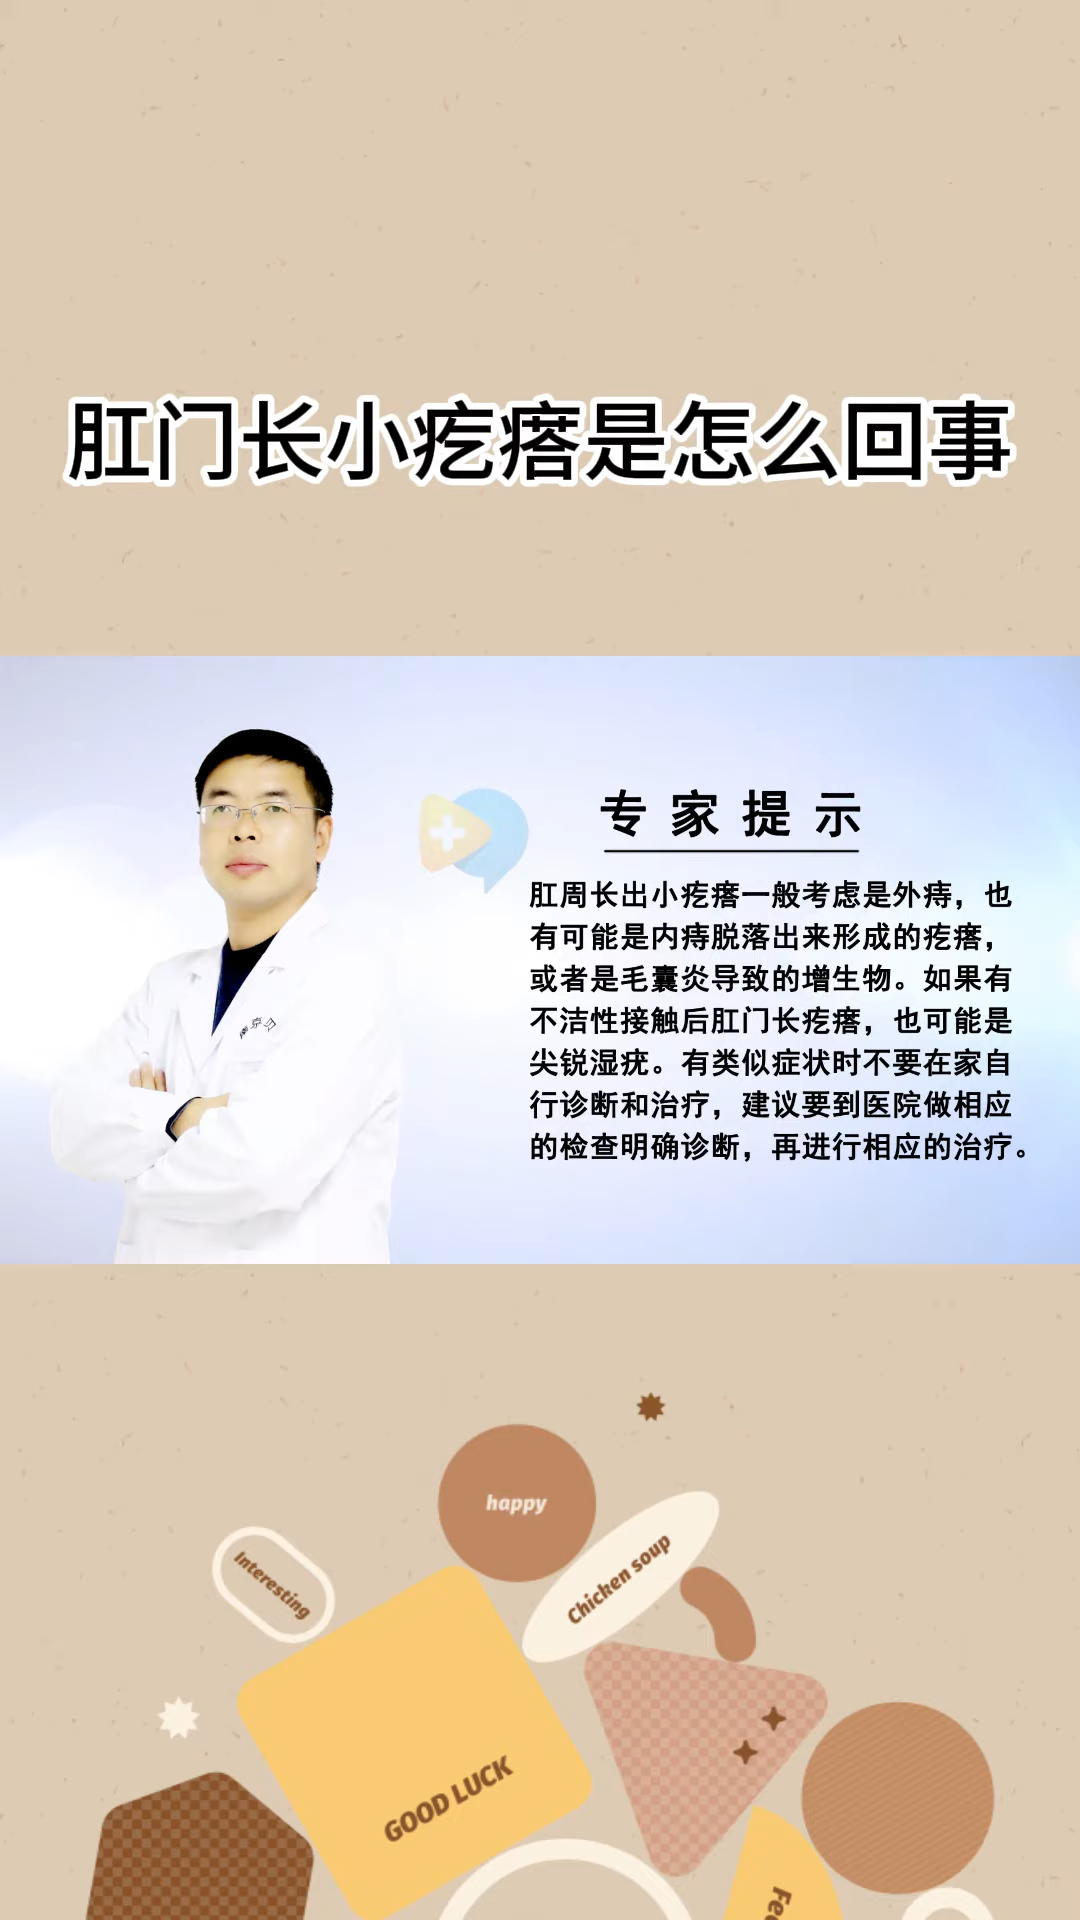 肛门长小疙瘩是怎么回事
专家提示
肛周长出小疙瘩一般考虑是外痔，也
有可能是内痔脱落出来形成的疙瘩，
或者是毛囊炎导致的增生物。如果有
不洁性接触后肛门长疙瘩，也可能是
尖锐湿疣。有类似症状时不要在家自
行诊断和治疗，建议要到医院做相应
的检查明确诊断，再进行相应的治疗。
happy
Interesting
Chicken soup
GOOD LUCK